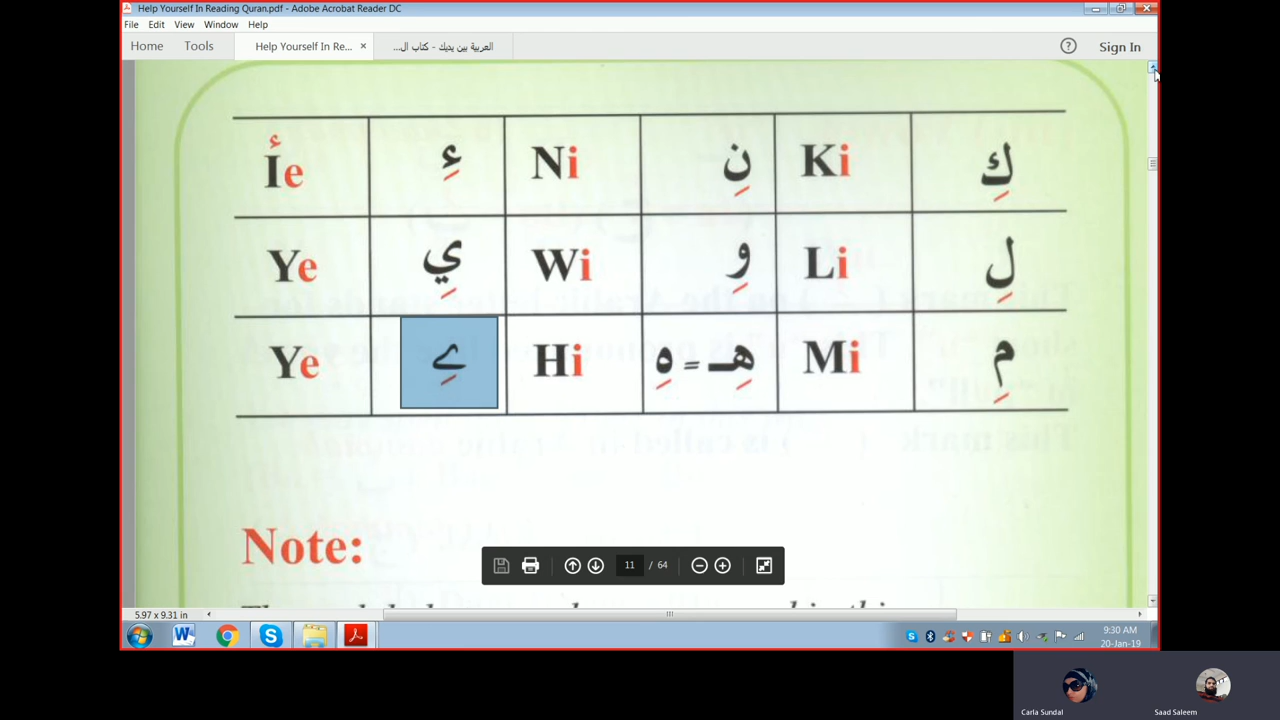 Help Yourself In Reading Quran.pdf - Adobe Acrobat Reader DC
File Edit View Window Help
Home Tools Help Yourself In Re... × العربية بين يديك - كتاب ال... ? Sign In
Ie ئِ Ni نِ Ki كِ
Ye يِ Wi وِ Li لِ
Ye ےِ Hi هِـ = هِ Mi مِ
Note:
11 / 64
5.97 x 9.31 in
9:30 AM
20-Jan-19
Carla Sundal Saad Saleem